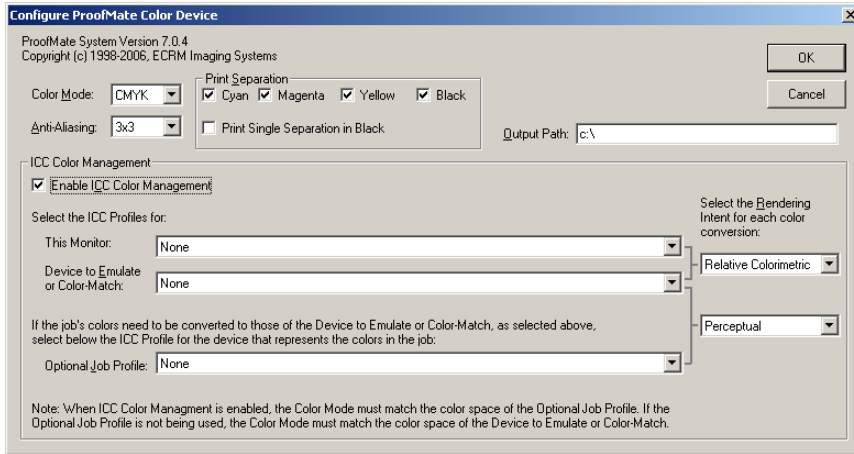 Configure ProofMate Color Device
ProofMate System Version 7.0.4
Copyright (c) 1998-2006, ECRM Imaging Systems
OK
Cancel
Color Mode: CMYK
Anti-Aliasing: 3x3
Print Separation
Cyan Magenta Yellow Black
Print Single Separation in Black
Output Path: c:\
ICC Color Management
Enable ICC Color Management
Select the ICC Profiles for:
Select the Rendering
Intent for each color
conversion:
This Monitor: None
Device to Emulate
or Color-Match: None
Relative Colorimetric
If the job's colors need to be converted to those of the Device to Emulate or Color-Match, as selected above,
select below the ICC Profile for the device that represents the colors in the job:
Perceptual
Optional Job Profile: None
Note: When ICC Color Managment is enabled, the Color Mode must match the color space of the Optional Job Profile. If the
Optional Job Profile is not being used, the Color Mode must match the color space of the Device to Emulate or Color-Match.